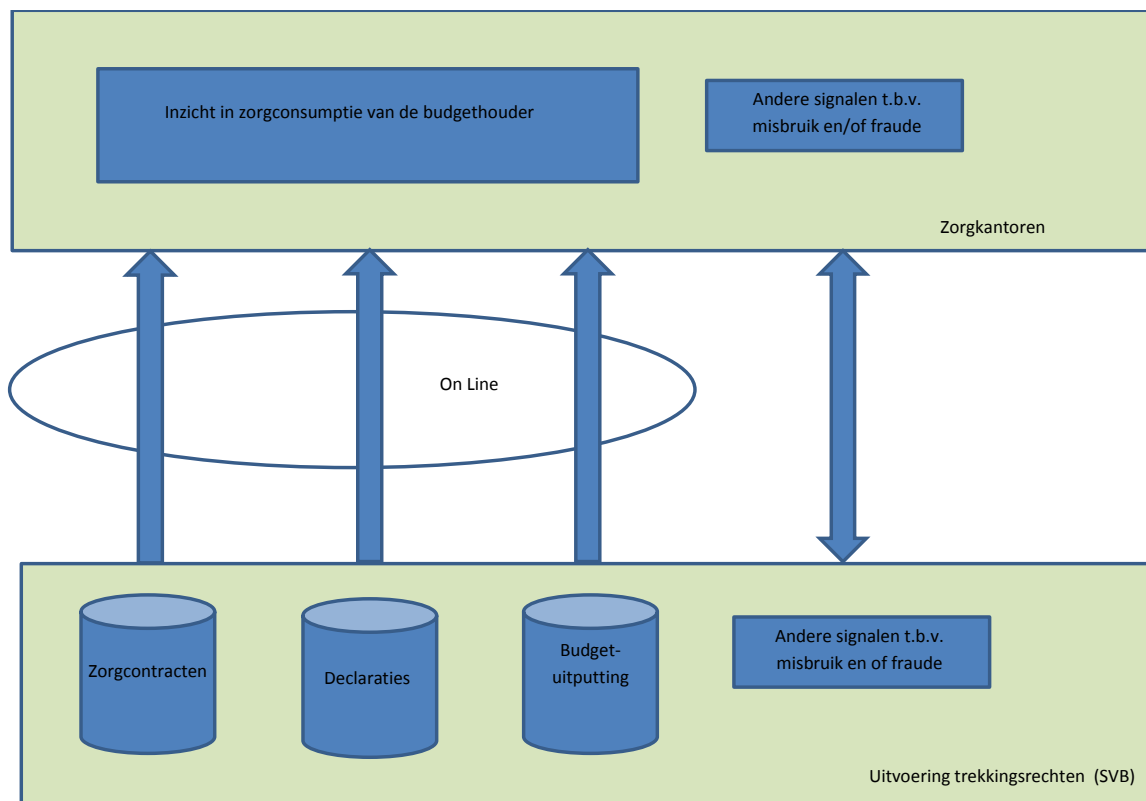 Inzicht in zorgconsumptie van de budgethouder
Andere signalen t.b.v.
misbruik en/of fraude
Zorgkantoren
On Line
Zorgcontracten
Declaraties
Budget-
uitputting
Andere signalen t.b.v.
misbruik en of fraude
Uitvoering trekkingsrechten (SVB)